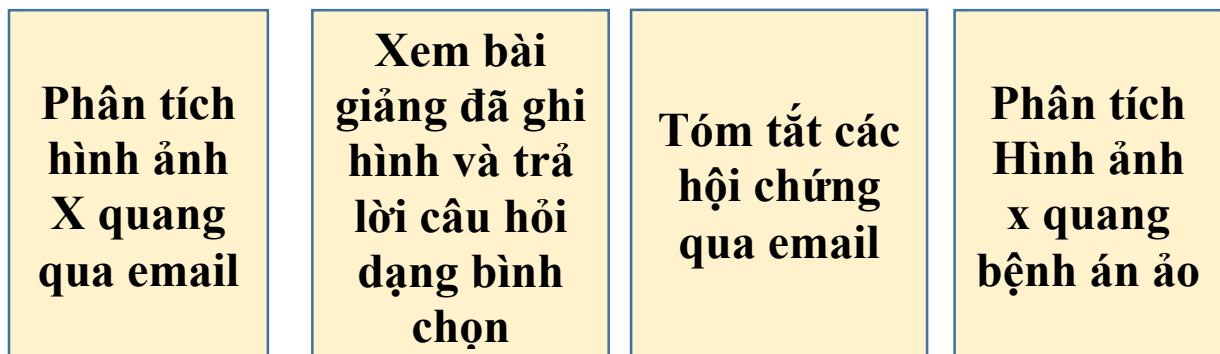 Phân tích
hình ảnh
X quang
qua email
Xem bài
giảng đã ghi
hình và trả
lời câu hỏi
dạng bình
chọn
Tóm tắt các
hội chứng
qua email
Phân tích
Hình ảnh
x quang
bệnh án ảo